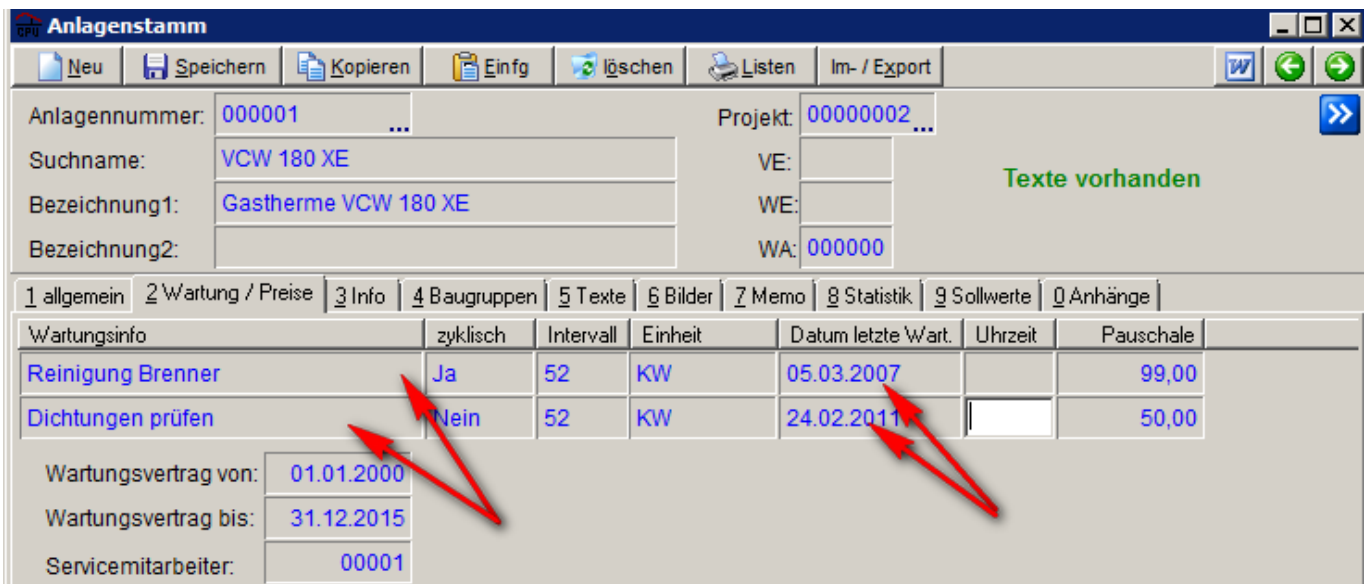 CPU Anlagenstamm
Neu Speichern Kopieren Einfg löschen Listen Im- / Export W
Anlagennummer: 000001 ... Projekt: 00000002 ...
Suchname: VCW 180 XE VE:
Texte vorhanden
Bezeichnung1: Gastherme VCW 180 XE WE:
Bezeichnung2: WA: 000000
1 allgemein 2 Wartung / Preise 3 Info 4 Baugruppen 5 Texte 6 Bilder 7 Memo 8 Statistik 9 Sollwerte 0 Anhänge
Wartungsinfo zyklisch Intervall Einheit Datum letzte Wart. Uhrzeit Pauschale
Reinigung Brenner Ja 52 KW 05.03.2007 99,00
Dichtungen prüfen Nein 52 KW 24.02.2011 50,00
Wartungsvertrag von: 01.01.2000
Wartungsvertrag bis: 31.12.2015
Servicemitarbeiter: 00001